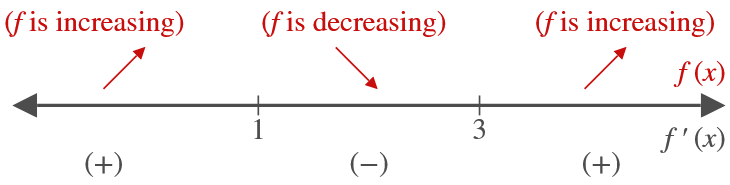 (f is increasing) (f is decreasing) (f is increasing)
f(x)
1 3
f'(x)
(+) (−) (+)